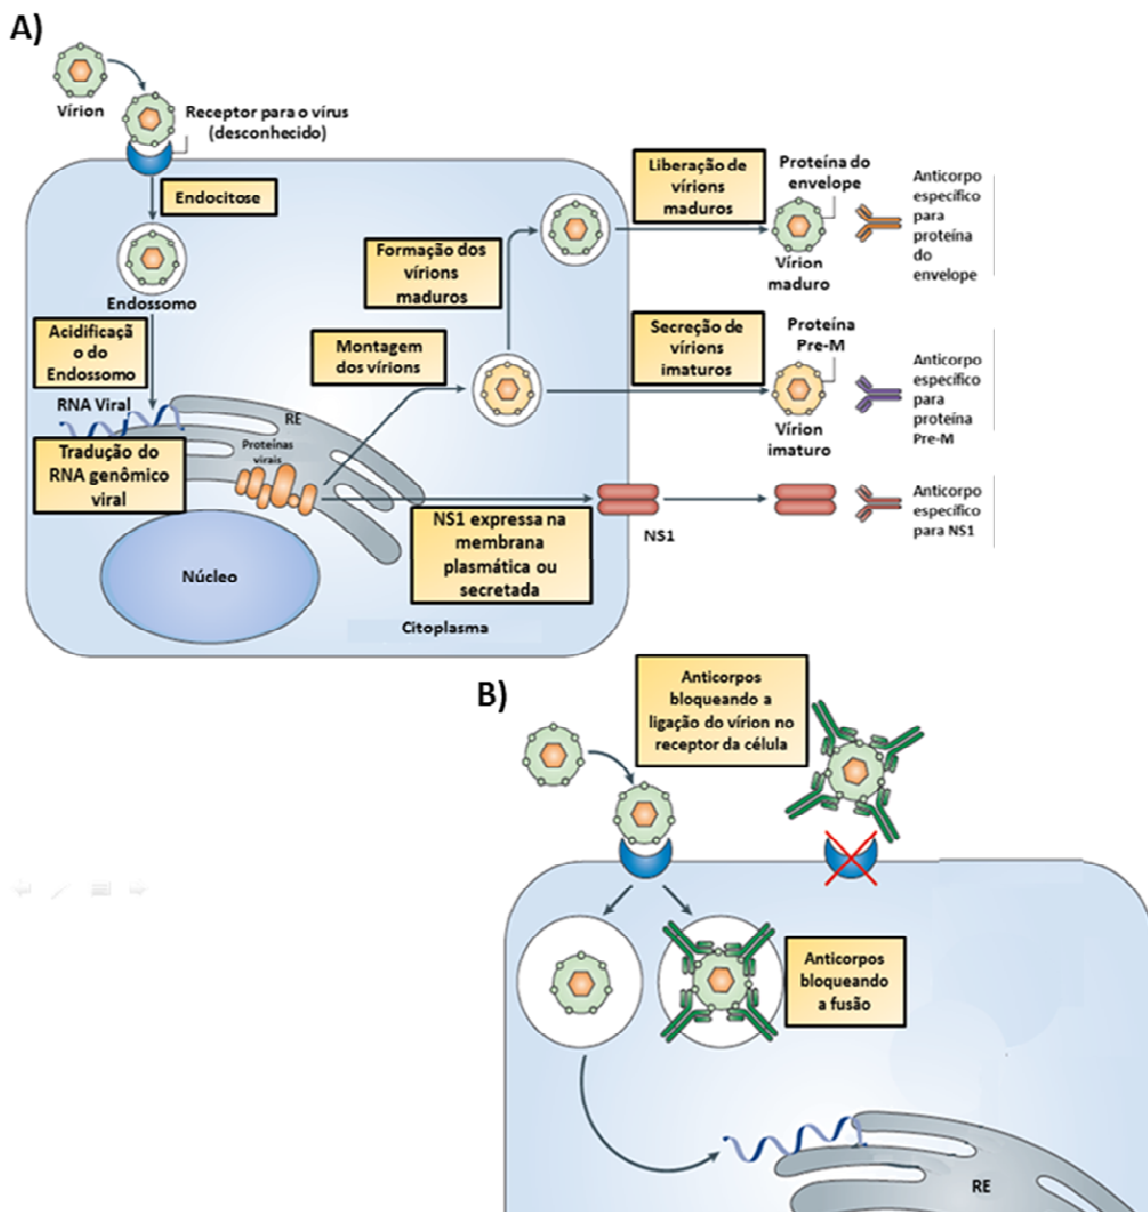 A)
Vírion
Receptor para o vírus
(desconhecido)
Endocitose
Endossomo
Acidificaçã
o do
Endossomo
RNA Viral
Tradução do
RNA genômico
viral
RE
Proteínas
virais
Núcleo
Citoplasma
Montagem
dos vírions
Formação dos
vírions
maduros
Liberação de
vírions
maduros
Proteína do
envelope
Vírion
maduro
Anticorpo
específico
para
proteína
do
envelope
Secreção de
vírions
imaturos
Proteína
Pre-M
Vírion
imaturo
Anticorpo
específico
para
proteína
Pre-M
NS1 expressa na
membrana
plasmática ou
secretada
NS1
Anticorpo
específico
para NS1
B)
Anticorpos
bloqueando a
ligação do vírion no
receptor da célula
Anticorpos
bloqueando
a fusão
RE